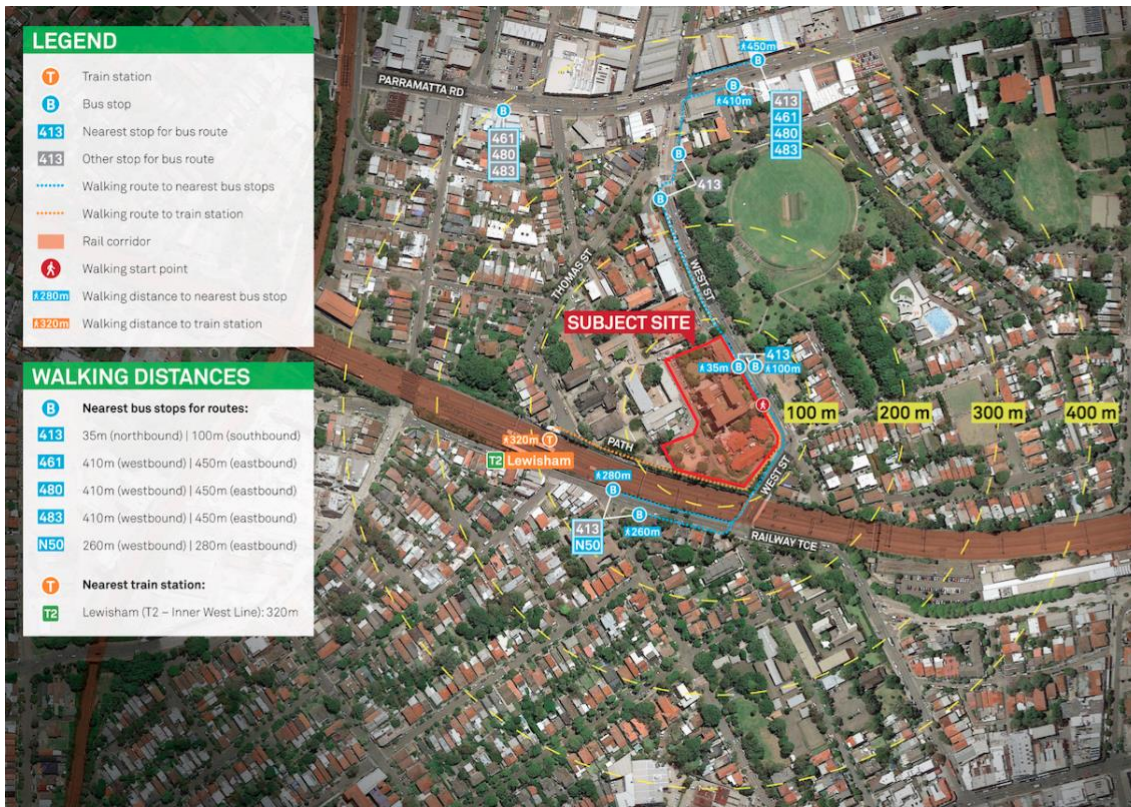 LEGEND
Train station
Bus stop
413 Nearest stop for bus route
413 Other stop for bus route
Walking route to nearest bus stops
Walking route to train station
Rail corridor
Walking start point
280m Walking distance to nearest bus stop
320m Walking distance to train station
T
B
WALKING DISTANCES
B Nearest bus stops for routes:
413 35m (northbound) | 100m (southbound)
461 410m (westbound) | 450m (eastbound)
480 410m (westbound) | 450m (eastbound)
483 410m (westbound) | 450m (eastbound)
N50 260m (westbound) | 280m (eastbound)
T Nearest train station:
T2 Lewisham (T2 – Inner West Line): 320m
PARRAMATTA RD
B
461
480
483
450m
B
B
410m
413
461
480
483
B
B
413
THOMAS ST
WEST ST
SUBJECT SITE
413
35m B B 100m
100 m
200 m
300 m
400 m
320m T
T2 Lewisham
PATH
WEST ST
280m
B
B
260m
413
N50
RAILWAY TCE